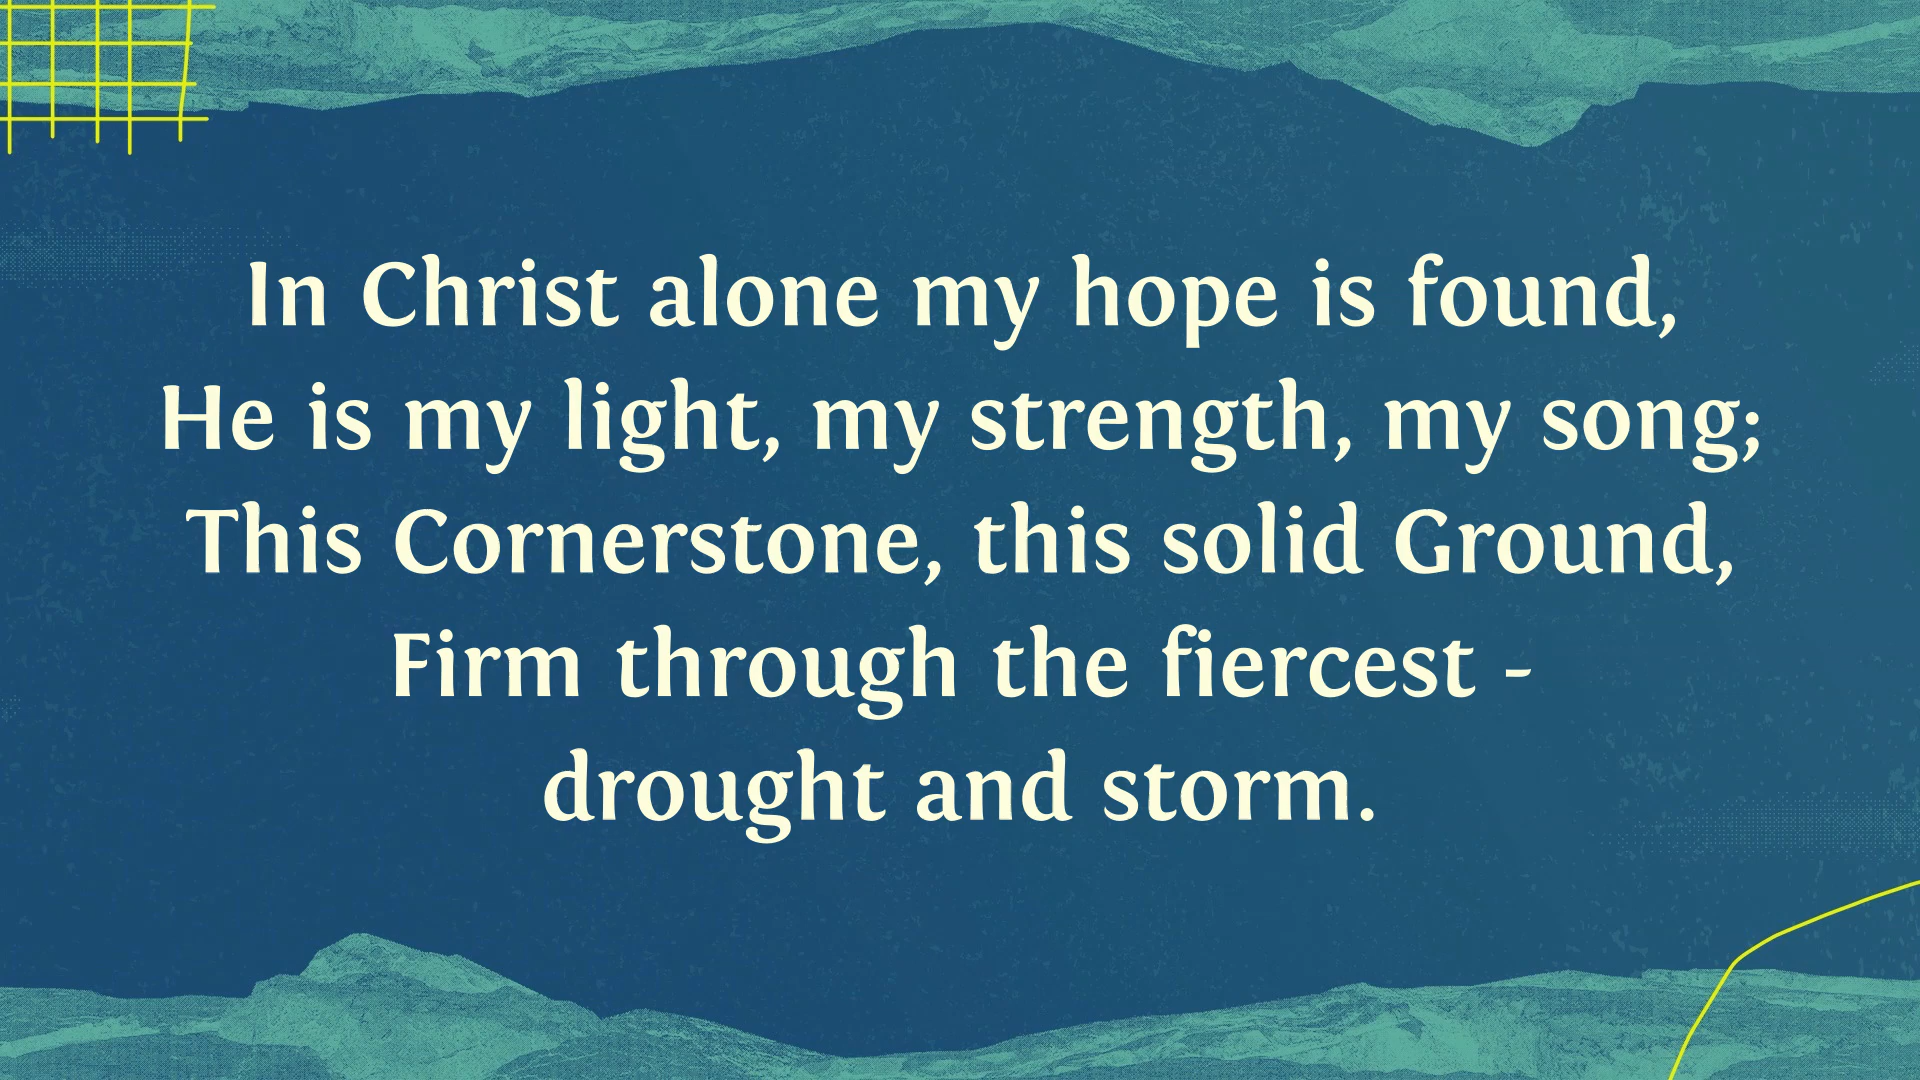 In Christ alone my hope is found,
He is my light, my strength, my song;
This Cornerstone, this solid Ground,
Firm through the fiercest -
drought and storm.